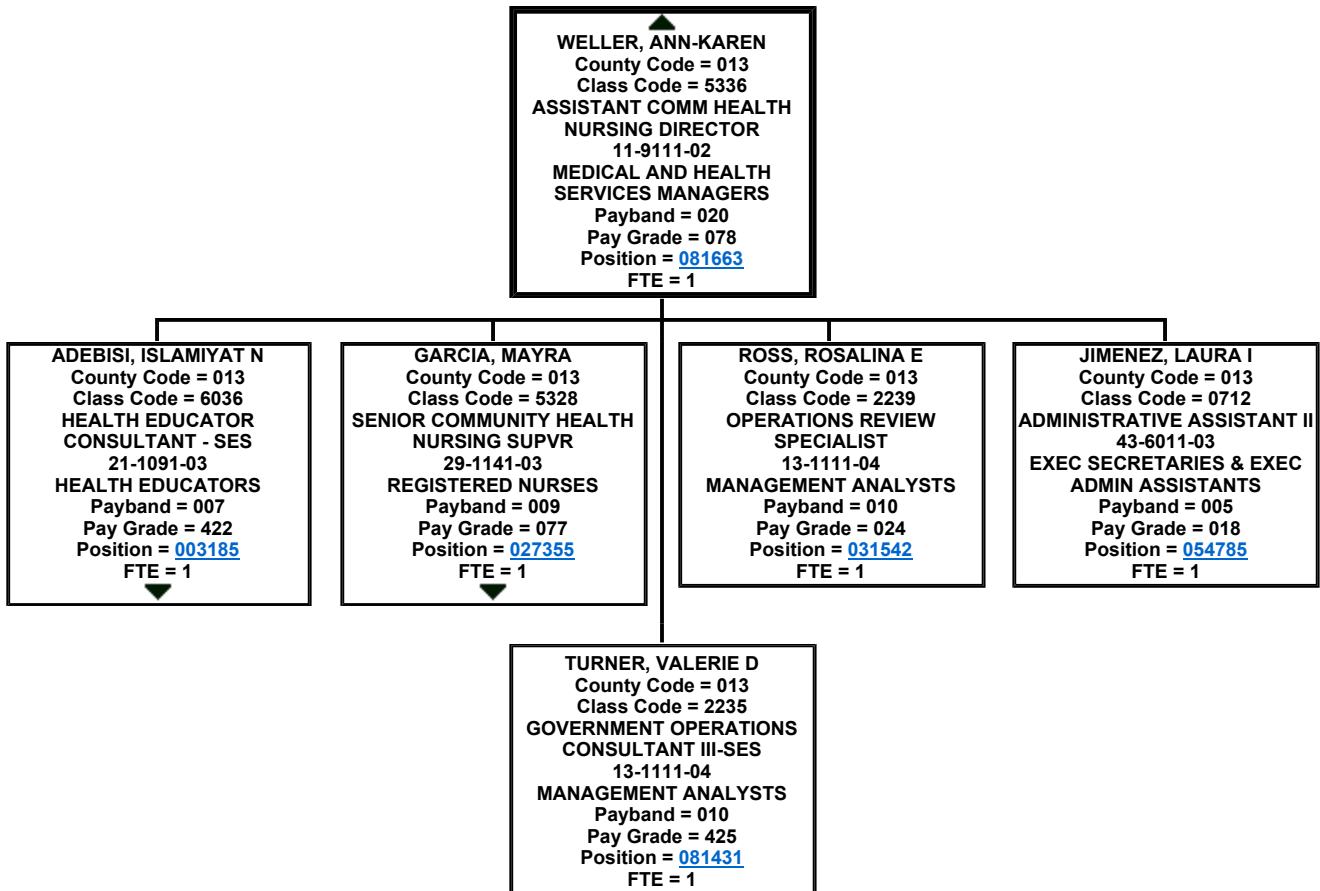 WELLER, ANN-KAREN
County Code = 013
Class Code = 5336
ASSISTANT COMM HEALTH
NURSING DIRECTOR
11-9111-02
MEDICAL AND HEALTH
SERVICES MANAGERS
Payband = 020
Pay Grade = 078
Position = 081663
FTE = 1
ADEBISI, ISLAMIYAT N
County Code = 013
Class Code = 6036
HEALTH EDUCATOR
CONSULTANT - SES
21-1091-03
HEALTH EDUCATORS
Payband = 007
Pay Grade = 422
Position = 003185
FTE = 1
GARCIA, MAYRA
County Code = 013
Class Code = 5328
SENIOR COMMUNITY HEALTH
NURSING SUPVR
29-1141-03
REGISTERED NURSES
Payband = 009
Pay Grade = 077
Position = 027355
FTE = 1
ROSS, ROSALINA E
County Code = 013
Class Code = 2239
OPERATIONS REVIEW
SPECIALIST
13-1111-04
MANAGEMENT ANALYSTS
Payband = 010
Pay Grade = 024
Position = 031542
FTE = 1
JIMENEZ, LAURA I
County Code = 013
Class Code = 0712
ADMINISTRATIVE ASSISTANT II
43-6011-03
EXEC SECRETARIES & EXEC
ADMIN ASSISTANTS
Payband = 005
Pay Grade = 018
Position = 054785
FTE = 1
TURNER, VALERIE D
County Code = 013
Class Code = 2235
GOVERNMENT OPERATIONS
CONSULTANT III-SES
13-1111-04
MANAGEMENT ANALYSTS
Payband = 010
Pay Grade = 425
Position = 081431
FTE = 1